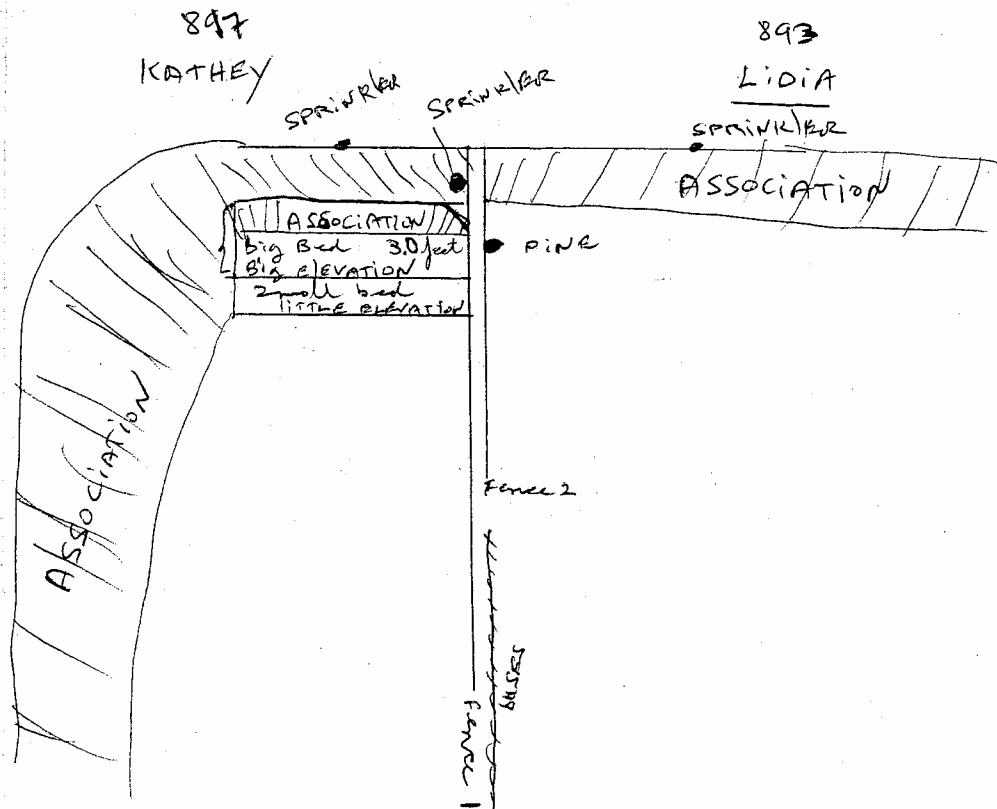 897
KATHEY
893
LIDIA
SPRINKLER
SPRINKLER
SPRINKLER
ASSOCIATION
ASSOCIATION
Big Bed 3.0 feet
Big ELEVATION
small bed
LITTLE ELEVATION
PINE
ASSOCIATION
Fence 2
Fence 1